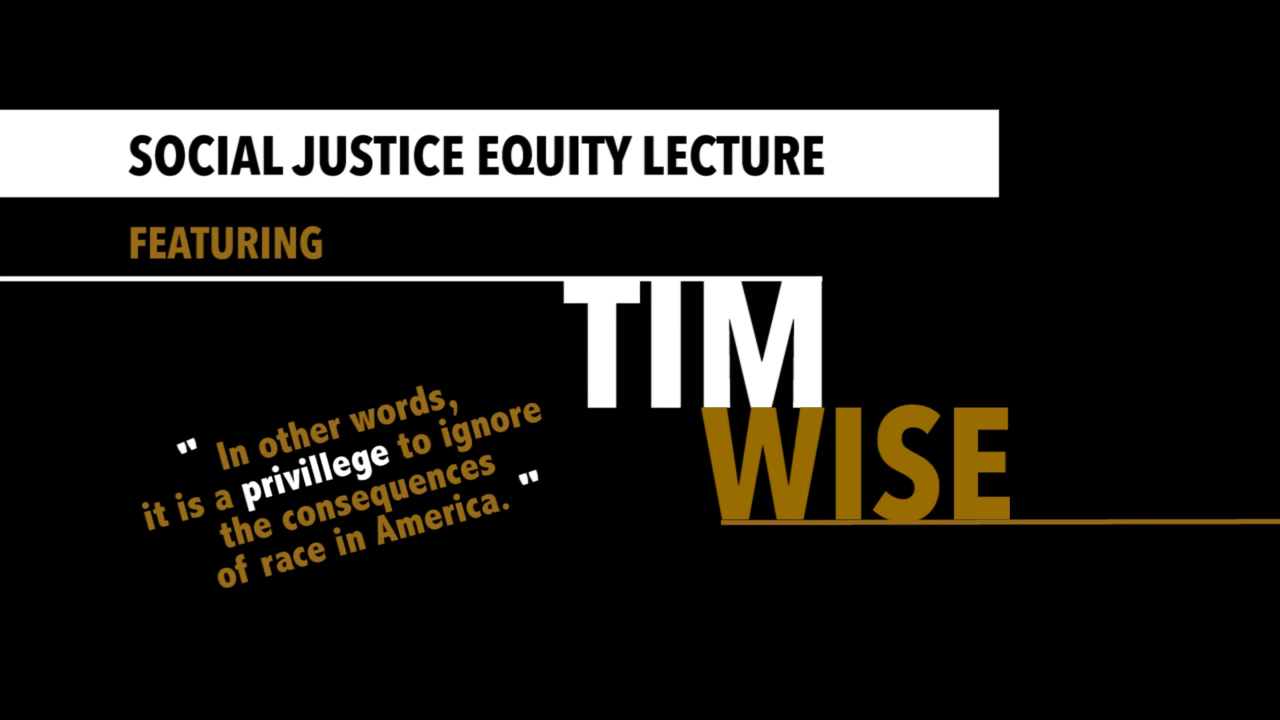 SOCIAL JUSTICE EQUITY LECTURE
FEATURING
TIM
WISE
" In other words,
it is a privillege to ignore
the consequences
of race in America. "